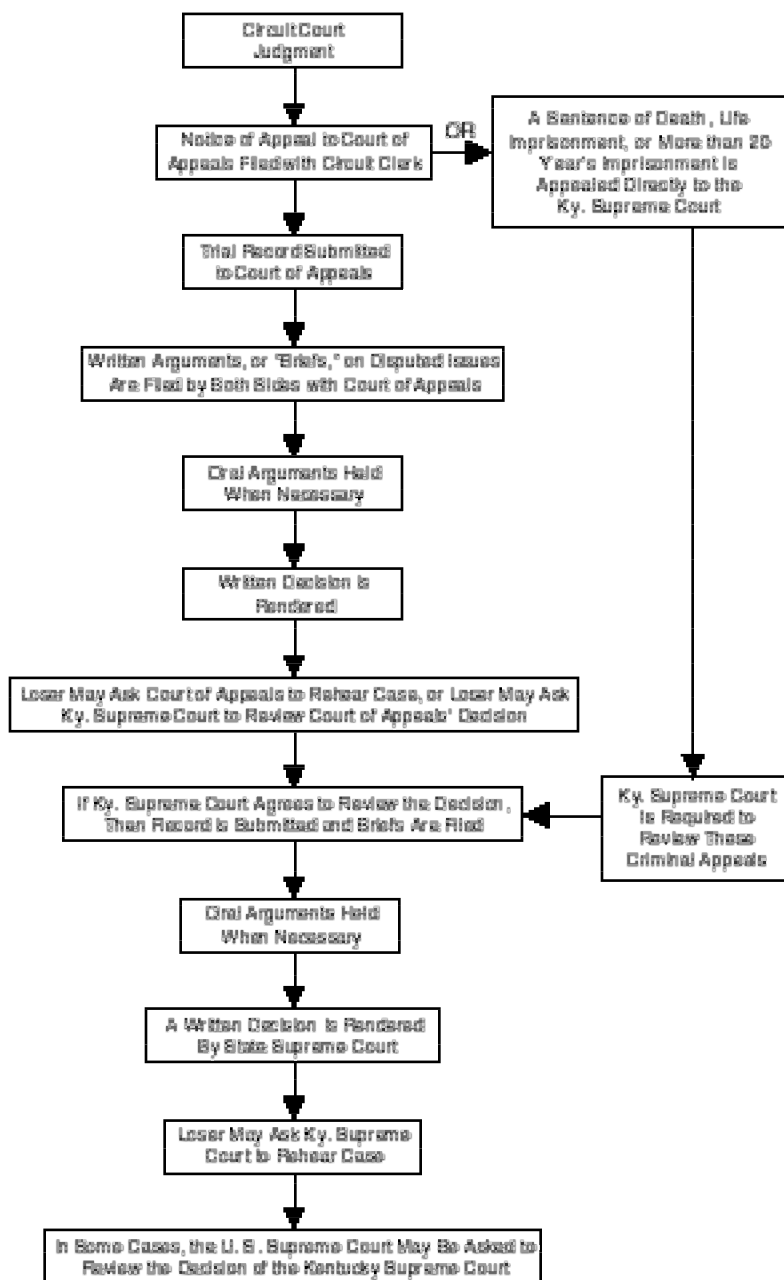 Circuit Court
Judgment
Notice of Appeal to Court of
Appeals Filed with Circuit Clerk
OR
A Sentence of Death, Life
Imprisonment, or More than 20
Year's Imprisonment is
Appealed Directly to the
Ky. Supreme Court
Trial Record Submitted
to Court of Appeals
Written Arguments, or "Briefs," on Disputed Issues
Are Filed by Both Sides with Court of Appeals
Oral Arguments Held
When Necessary
Written Decision is
Rendered
Loser May Ask Court of Appeals to Rehear Case, or Loser May Ask
Ky. Supreme Court to Review Court of Appeals' Decision
If Ky. Supreme Court Agrees to Review the Decision,
Then Record is Submitted and Briefs Are Filed
Ky. Supreme Court
is Required to
Review These
Criminal Appeals
Oral Arguments Held
When Necessary
A Written Decision is Rendered
By State Supreme Court
Loser May Ask Ky. Supreme
Court to Rehear Case
In Some Cases, the U. S. Supreme Court May Be Asked to
Review the Decision of the Kentucky Supreme Court